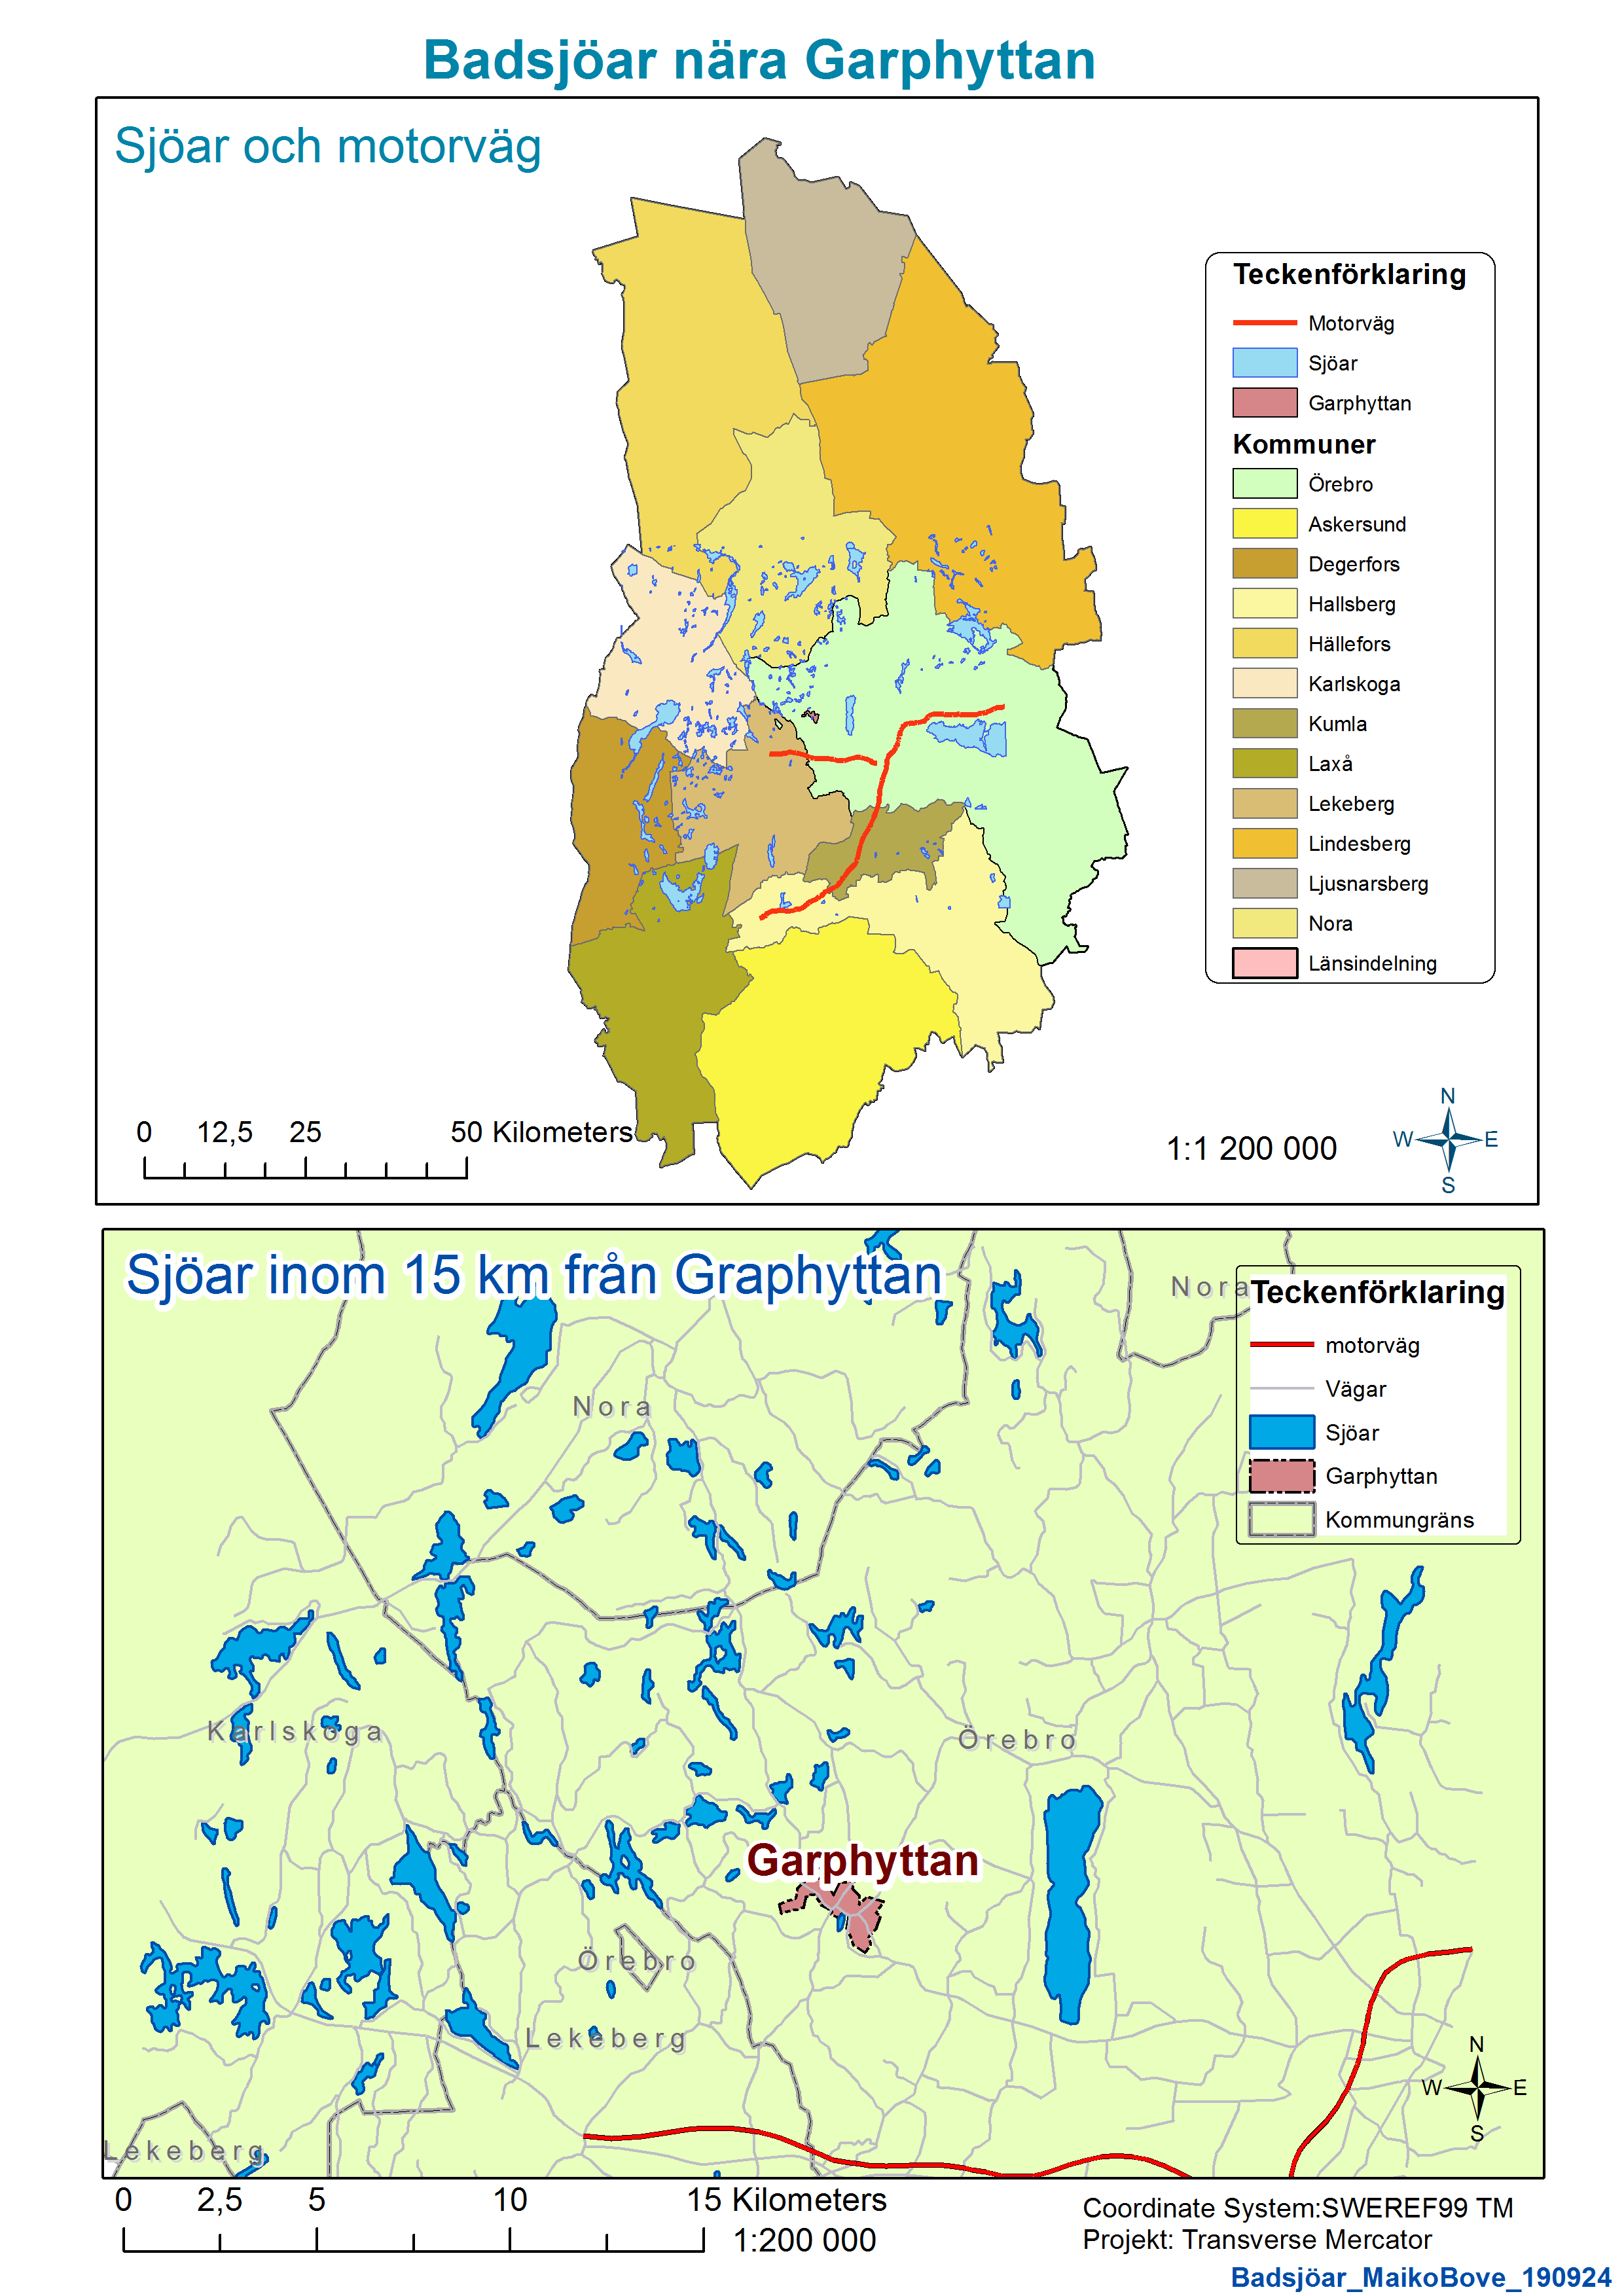 Badsjöar nära Garphyttan
Sjöar och motorväg
Teckenförklaring
Motorväg
Sjöar
Garphyttan
Kommuner
Örebro
Askersund
Degerfors
Hallsberg
Hällefors
Karlskoga
Kumla
Laxå
Lekeberg
Lindesberg
Ljusnarsberg
Nora
Länsindelning
0 12,5 25 50 Kilometers
1:1 200 000
N
W E
S
Sjöar inom 15 km från Graphyttan
Nora
Teckenförklaring
motorväg
Vägar
Sjöar
Garphyttan
Kommungräns
Nora
Karlskoga
Örebro
Garphyttan
Örebro
Lekeberg
Lekeberg
N
W E
S
0 2,5 5 10 15 Kilometers
1:200 000
Coordinate System:SWEREF99 TM
Projekt: Transverse Mercator
Badsjöar_MaikoBove_190924